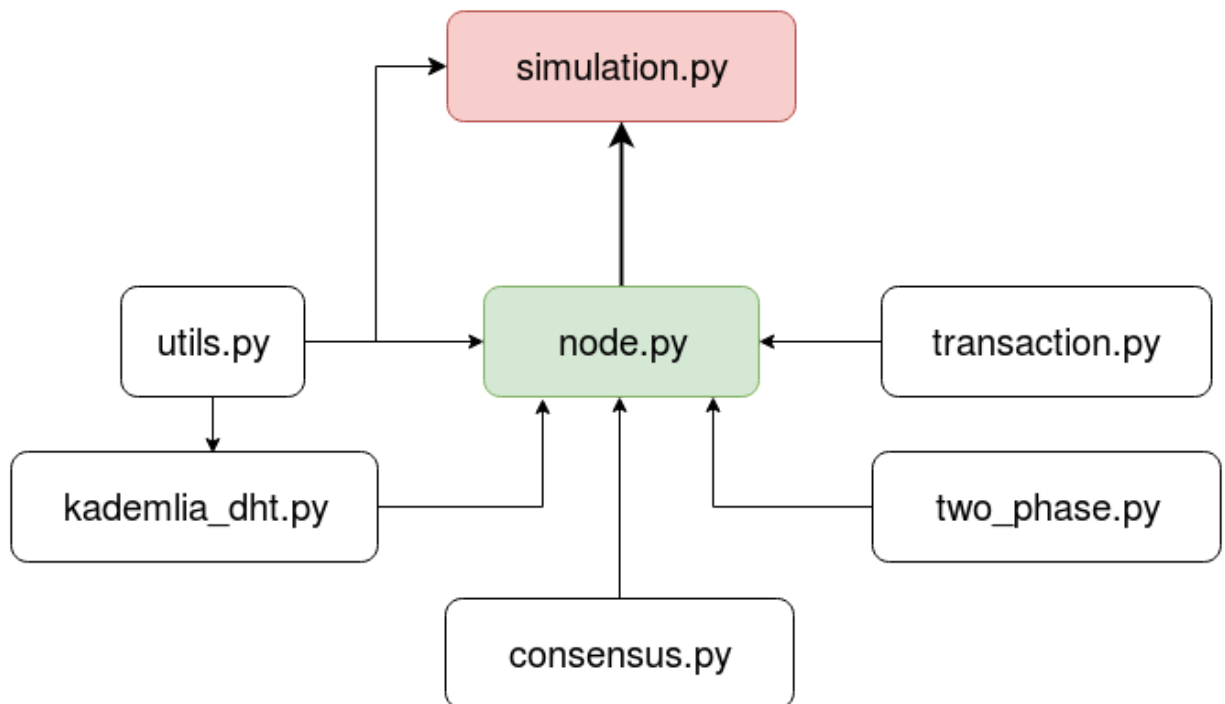 simulation.py
utils.py
node.py
transaction.py
kademlia_dht.py
two_phase.py
consensus.py